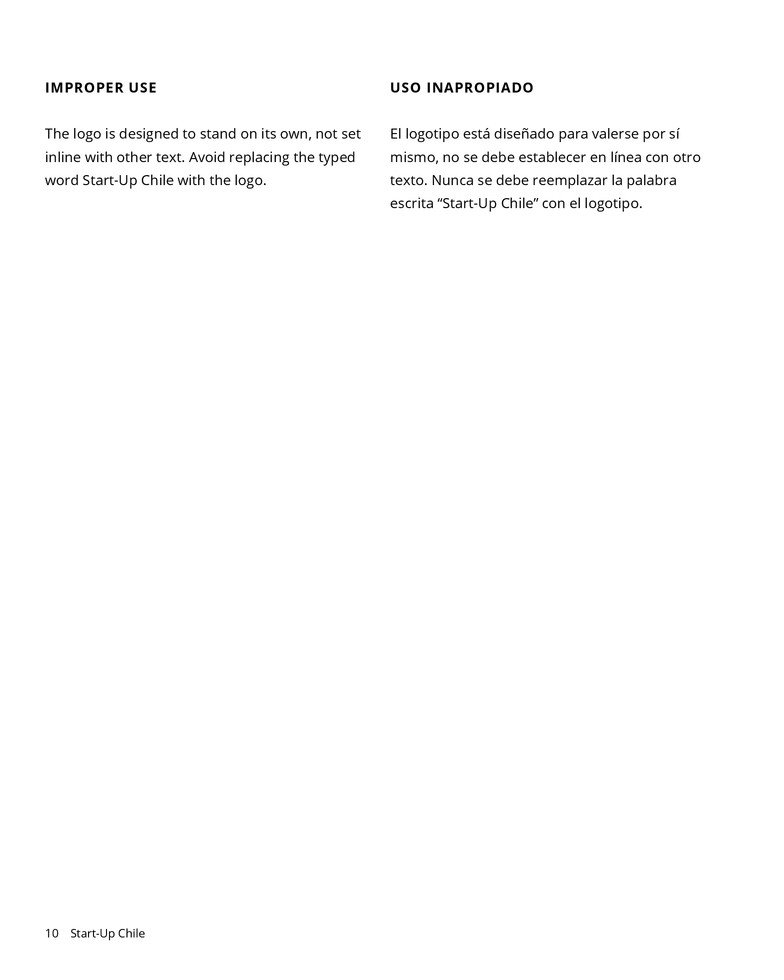 IMPROPER USE
The logo is designed to stand on its own, not set
inline with other text. Avoid replacing the typed
word Start-Up Chile with the logo.
USO INAPROPIADO
El logotipo está diseñado para valerse por sí
mismo, no se debe establecer en línea con otro
texto. Nunca se debe reemplazar la palabra
escrita “Start-Up Chile” con el logotipo.
10 Start-Up Chile